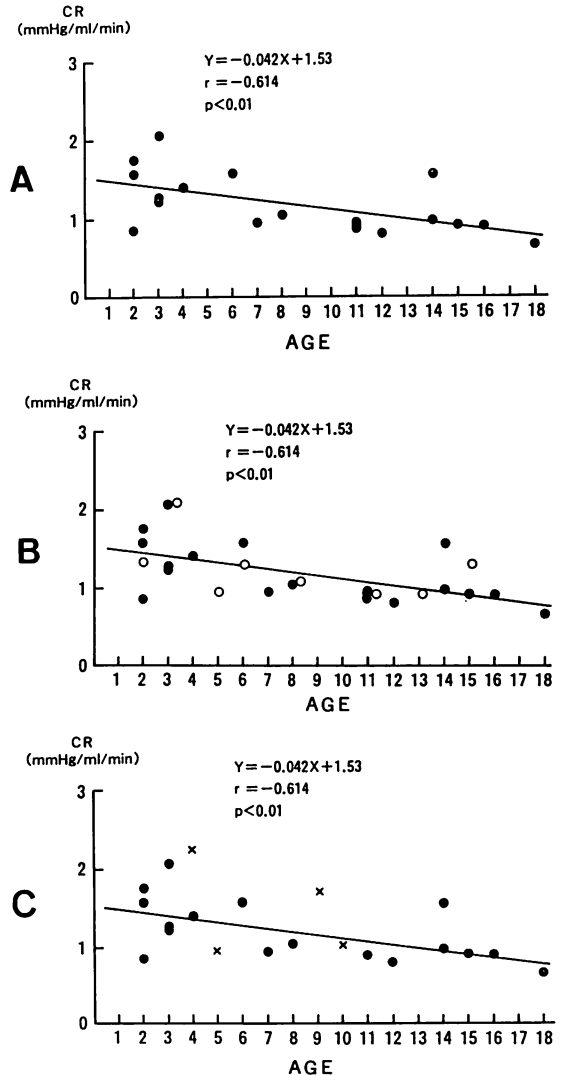 CR
(mmHg/ml/min)
Y=−0.042X+1.53
r=−0.614
p<0.01
3
2
A
1
0
1 2 3 4 5 6 7 8 9 10 11 12 13 14 15 16 17 18
AGE
CR
(mmHg/ml/min)
Y=−0.042X+1.53
r=−0.614
p<0.01
3
2
B
1
0
1 2 3 4 5 6 7 8 9 10 11 12 13 14 15 16 17 18
AGE
CR
(mmHg/ml/min)
Y=−0.042X+1.53
r=−0.614
p<0.01
3
2
C
1
0
1 2 3 4 5 6 7 8 9 10 11 12 13 14 15 16 17 18
AGE